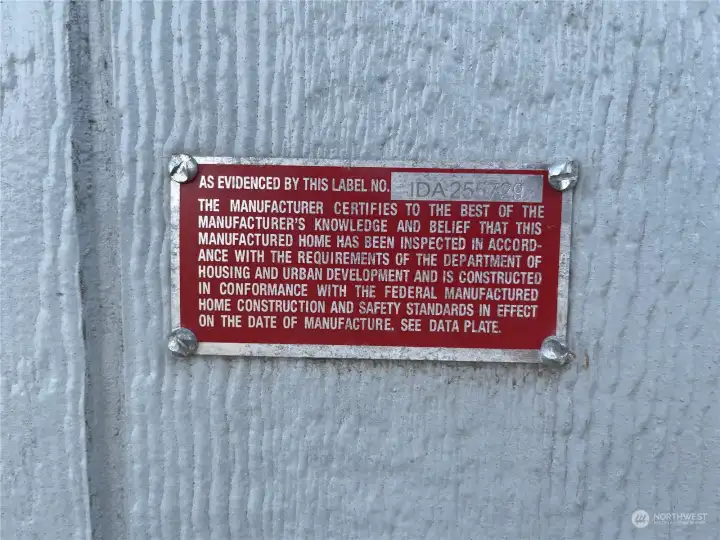 AS EVIDENCED BY THIS LABEL NO. IDA 255729
THE MANUFACTURER CERTIFIES TO THE BEST OF THE
MANUFACTURER'S KNOWLEDGE AND BELIEF THAT THIS
MANUFACTURED HOME HAS BEEN INSPECTED IN ACCORD-
ANCE WITH THE REQUIREMENTS OF THE DEPARTMENT OF
HOUSING AND URBAN DEVELOPMENT AND IS CONSTRUCTED
IN CONFORMANCE WITH THE FEDERAL MANUFACTURED
HOME CONSTRUCTION AND SAFETY STANDARDS IN EFFECT
ON THE DATE OF MANUFACTURE. SEE DATA PLATE.
NORTHWEST